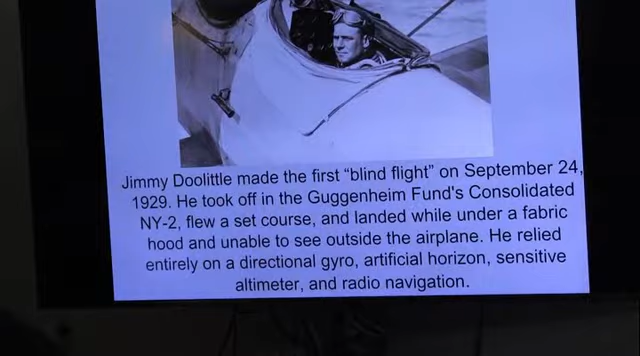 Jimmy Doolittle made the first “blind flight” on September 24,
1929. He took off in the Guggenheim Fund's Consolidated
NY-2, flew a set course, and landed while under a fabric
hood and unable to see outside the airplane. He relied
entirely on a directional gyro, artificial horizon, sensitive
altimeter, and radio navigation.